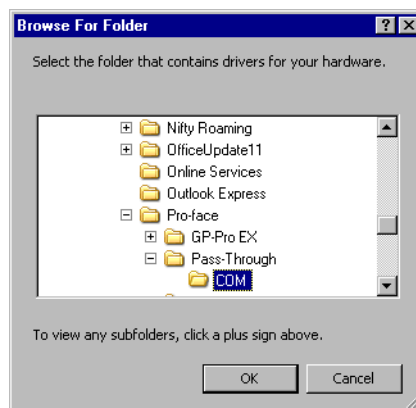 Browse For Folder
Select the folder that contains drivers for your hardware.
Nifty Roaming
OfficeUpdate11
Online Services
Outlook Express
Pro-face
GP-Pro EX
Pass-Through
COM
To view any subfolders, click a plus sign above.
OK Cancel